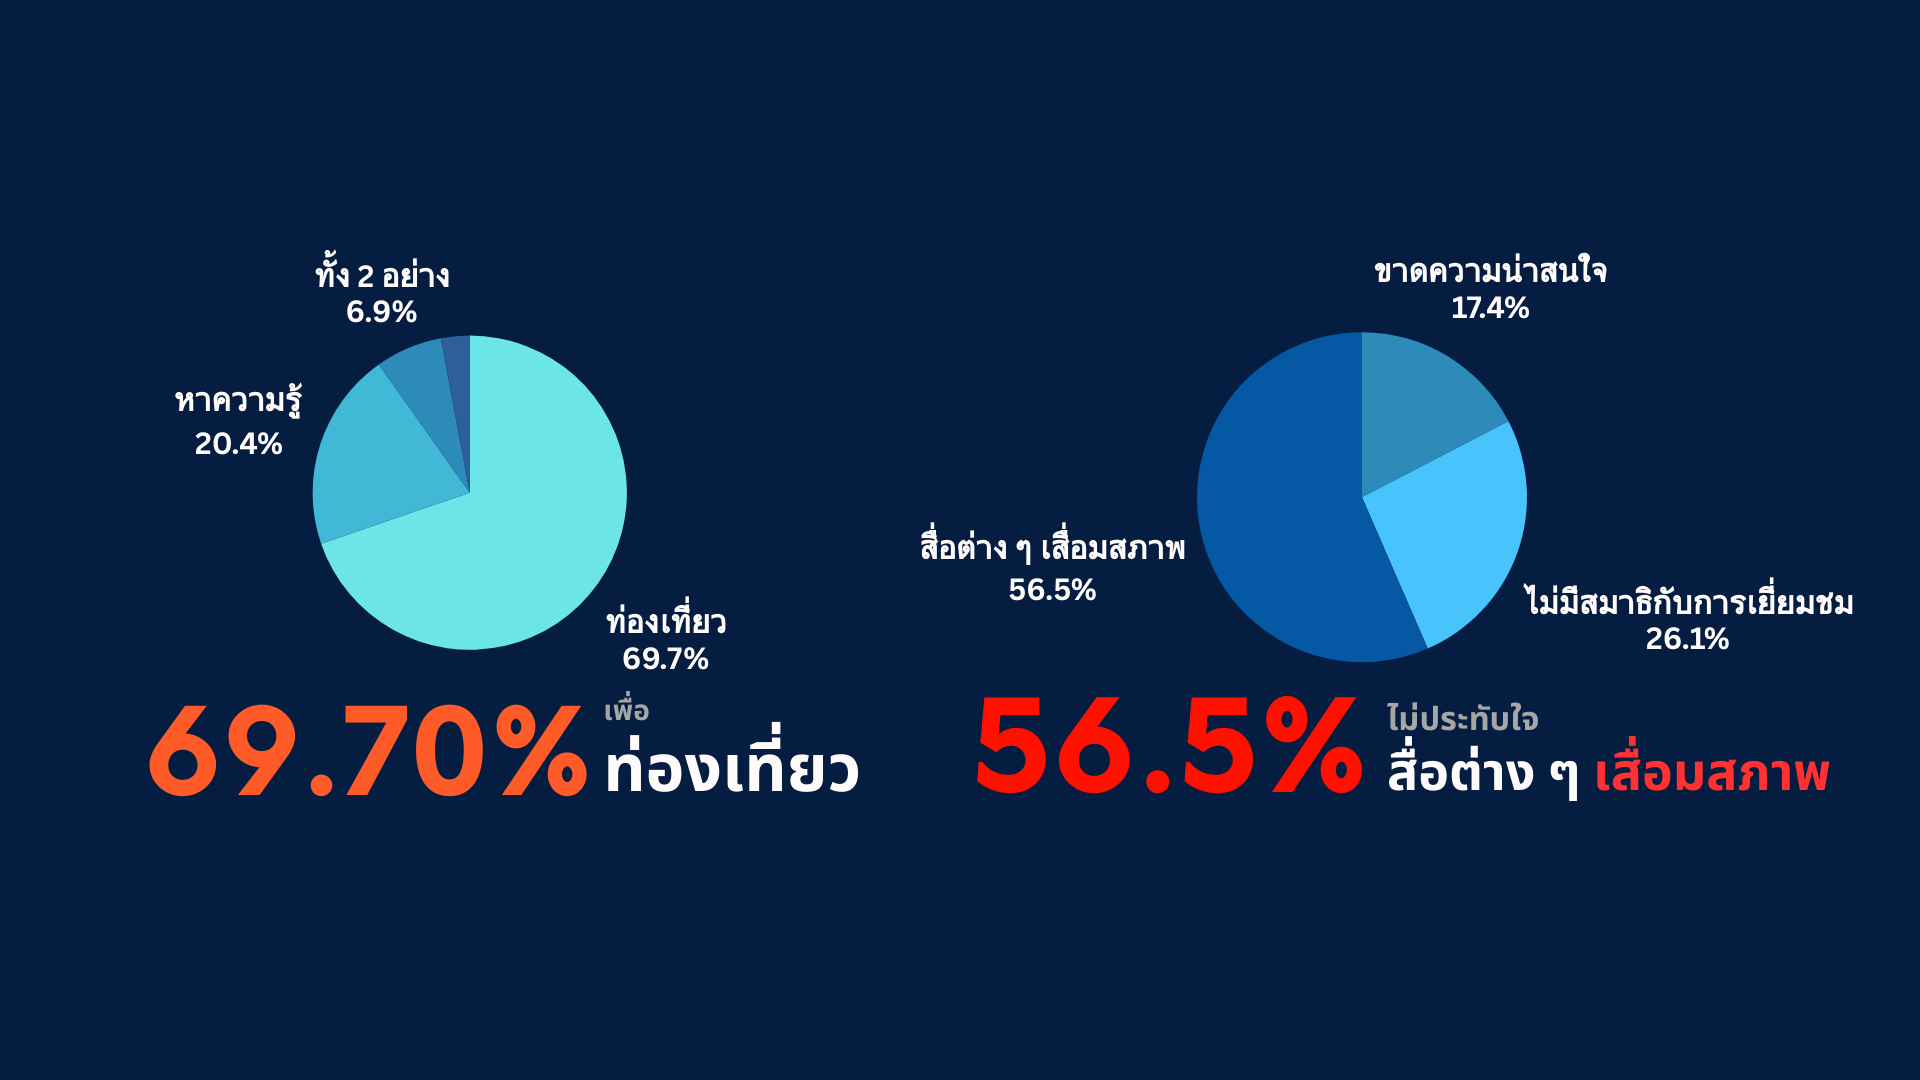 ทั้ง 2 อย่าง
6.9%
หาความรู้
20.4%
ท่องเที่ยว
69.7%
69.70% เพื่อ
ท่องเที่ยว
ขาดความน่าสนใจ
17.4%
สื่อต่าง ๆ เสื่อมสภาพ
56.5%
ไม่มีสมาธิกับการเยี่ยมชม
26.1%
56.5% ไม่ประทับใจ
สื่อต่าง ๆ เสื่อมสภาพ